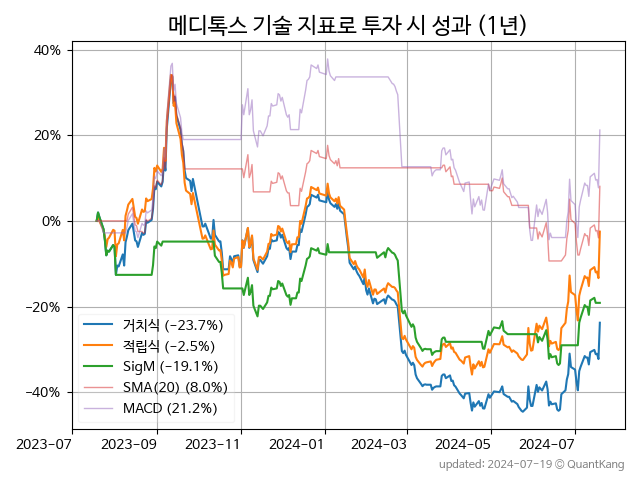 메디톡스 기술 지표로 투자 시 성과 (1년)
40%
20%
0%
−20%
−40%
거치식 (−23.7%)
적립식 (−2.5%)
SigM (−19.1%)
SMA(20) (8.0%)
MACD (21.2%)
2023−07 2023−09 2023−11 2024−01 2024−03 2024−05 2024−07
updated: 2024-07-19 ⓒ QuantKang